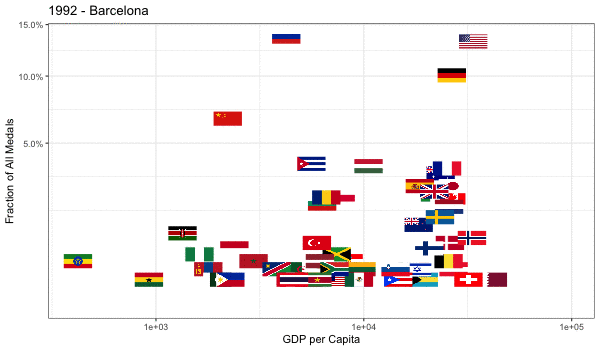 1992 - Barcelona
15.0%
10.0%
5.0%
Fraction of All Medals
1e+03
1e+04
1e+05
GDP per Capita